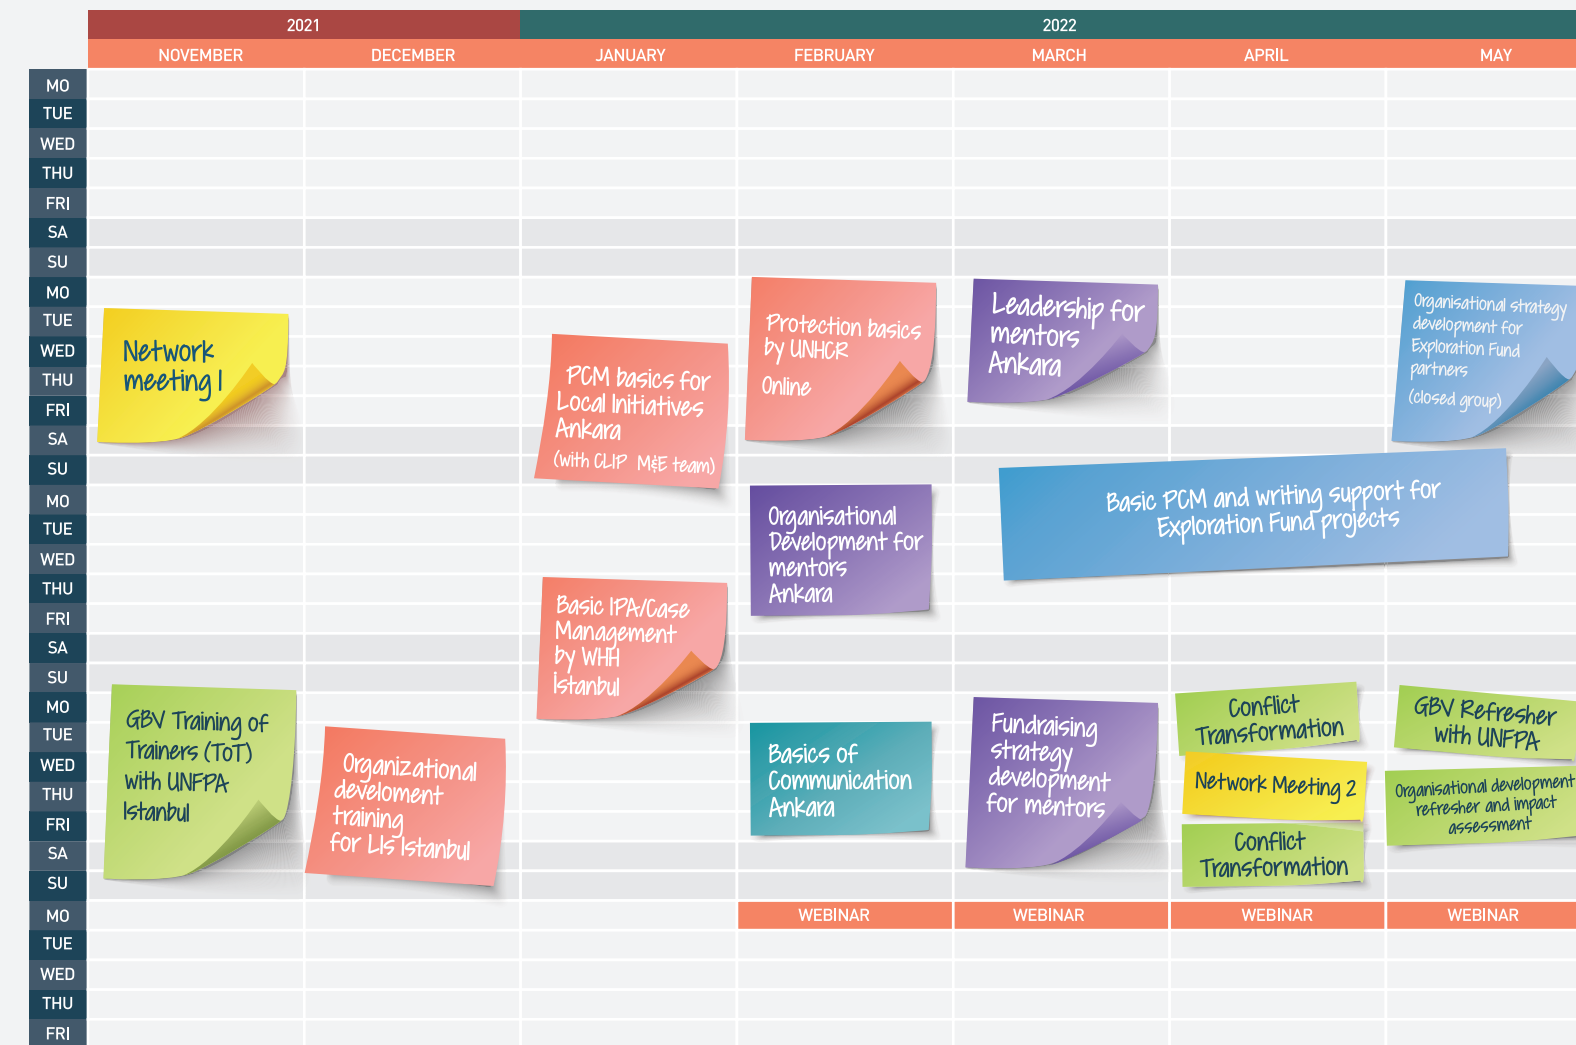 2021
2022
NOVEMBER
DECEMBER
JANUARY
FEBRUARY
MARCH
APRİL
MAY
MO
TUE
WED
THU
FRI
SA
SU
MO
TUE
WED
THU
FRI
SA
SU
MO
TUE
WED
THU
FRI
SA
SU
MO
TUE
WED
THU
FRI
SA
SU
MO
TUE
WED
THU
FRI
Network
meeting 1
GBV Training of
Trainers (ToT)
with UNFPA
Istanbul
Organizational
develoment
training
for LIs Istanbul
PCM basics for
Local Initiatives
Ankara
(with CLIP M&E team)
Basic IPA/Case
Management
by WHH
İstanbul
Protection basics
by UNHCR
Online
Organisational
Development for
mentors
Ankara
Basics of
Communication
Ankara
WEBINAR
Leadership for
mentors
Ankara
Basic PCM and writing support for
Exploration Fund projects
Fundraising
strategy
development
for mentors
WEBINAR
Conflict
Transformation
Network Meeting 2
Conflict
Transformation
WEBINAR
Organisational strategy
development for
Exploration Fund
partners
(closed group)
GBV Refresher
with UNFPA
Organisational development
refresher and impact
assessment
WEBINAR